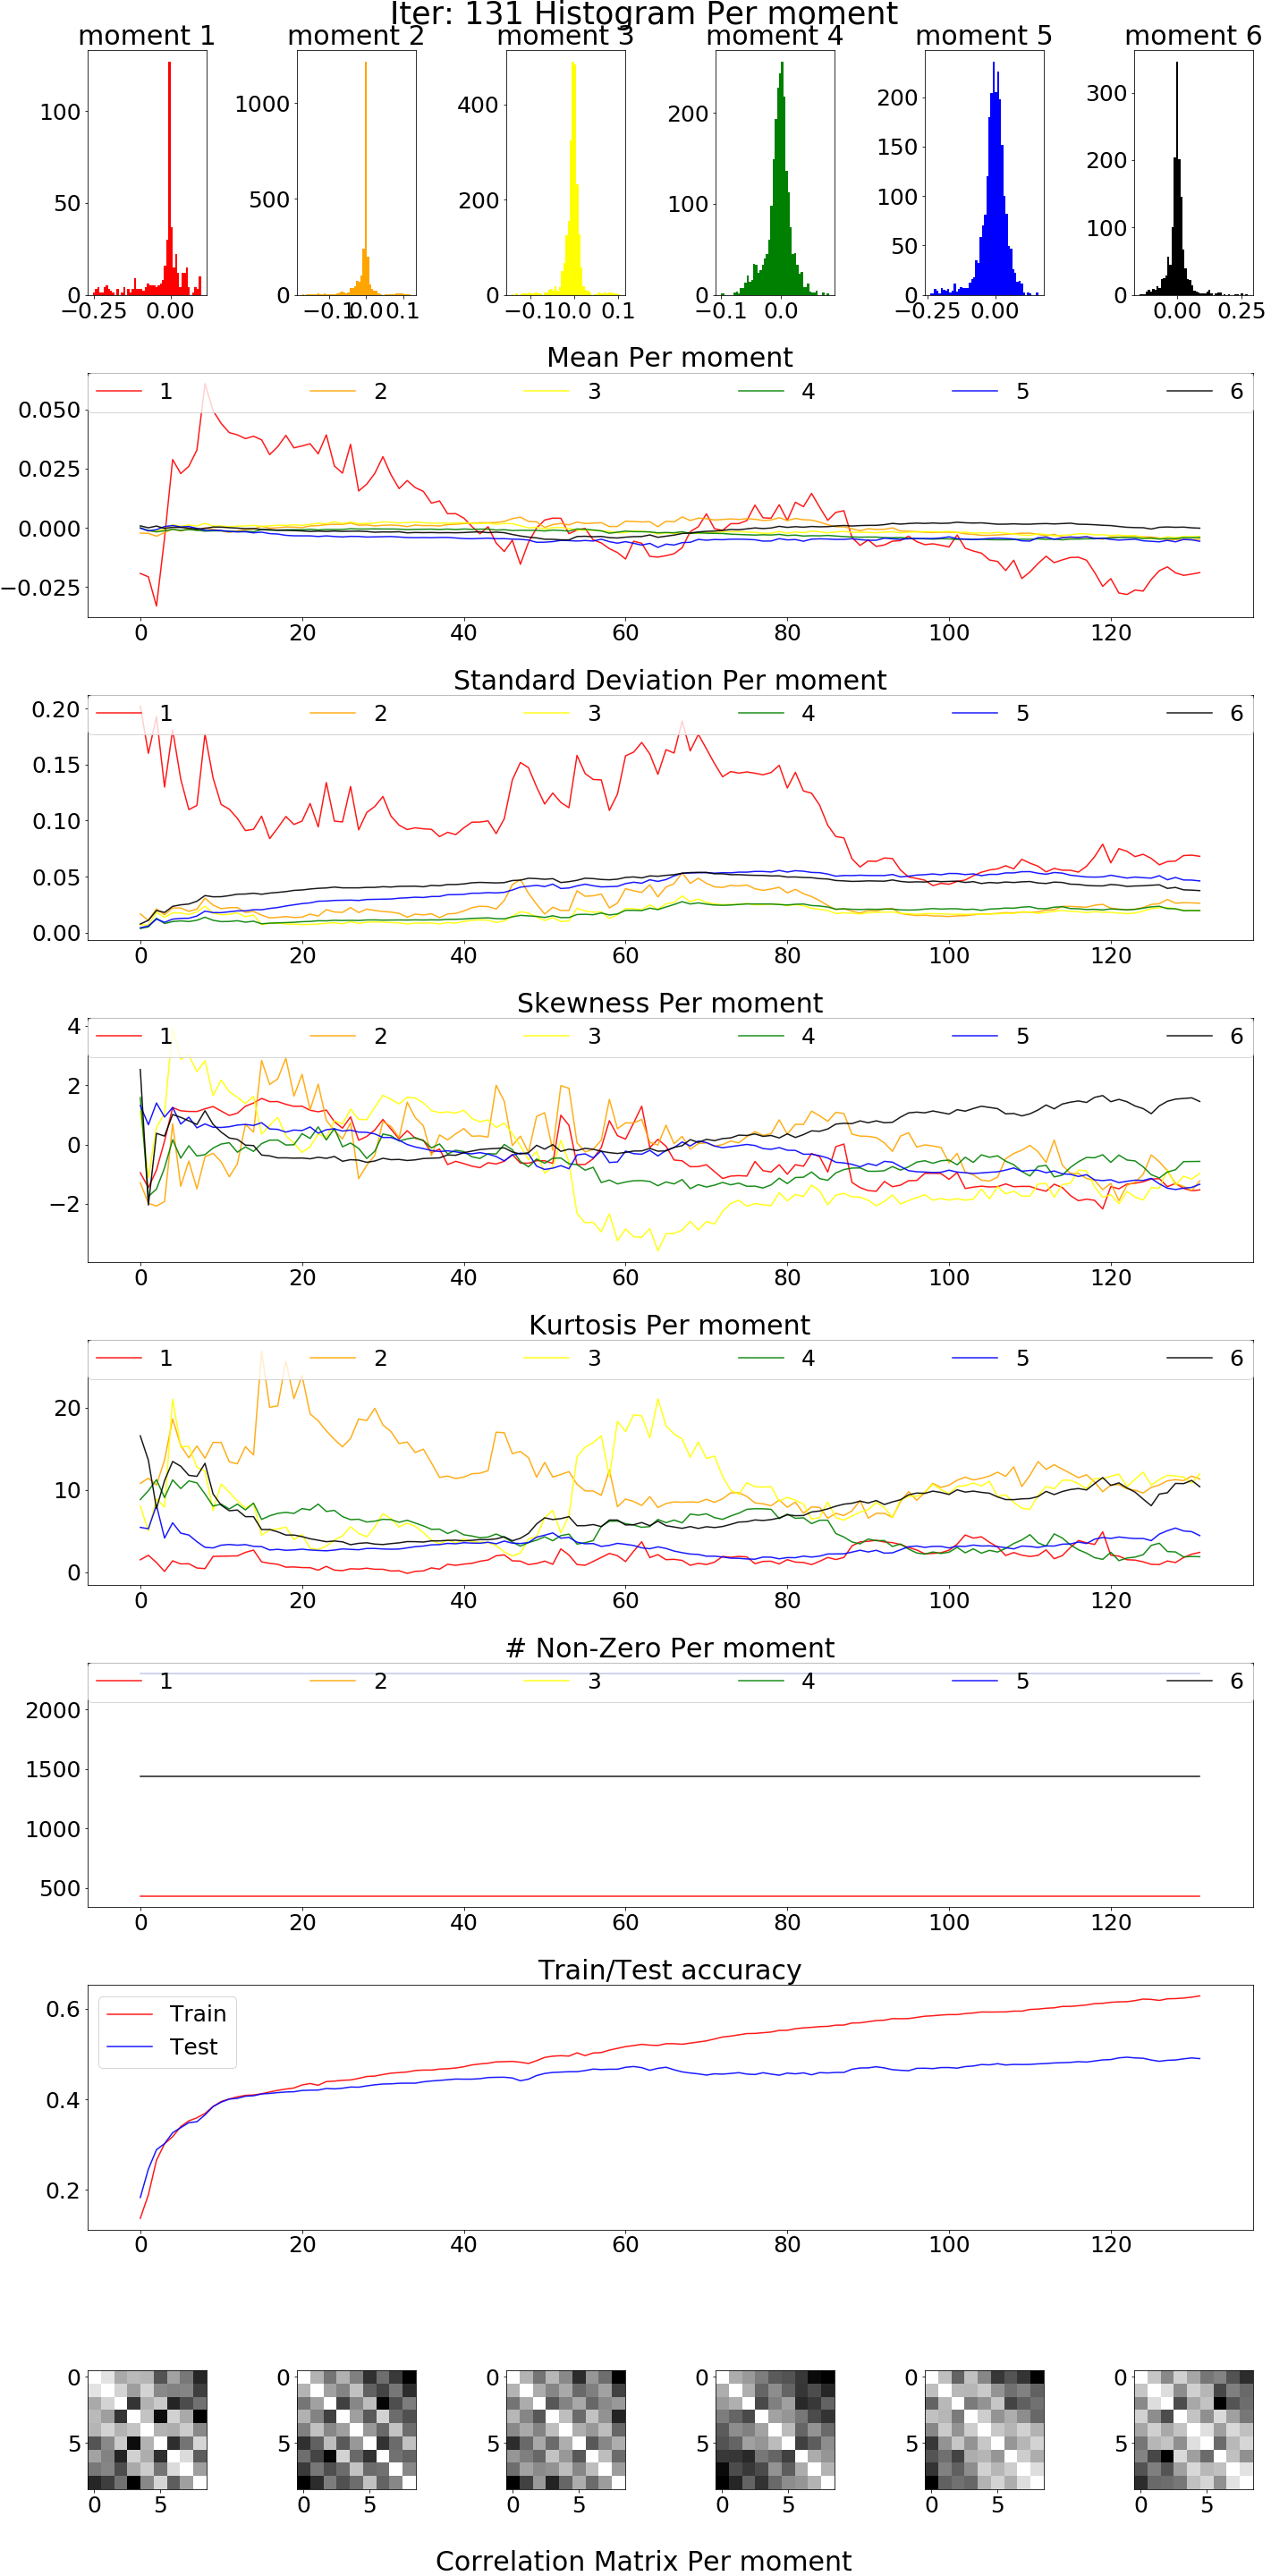 Iter: 131 Histogram Per moment
moment 1 moment 2 moment 3 moment 4 moment 5 moment 6
100
50
0
−0.25 0.00
1000
500
0
−0.1 0.0 0.1
400
200
0
−0.1 0.0 0.1
200
100
0
−0.1 0.0
200
150
100
50
0
−0.25 0.00
300
200
100
0
0.00 0.25
Mean Per moment
1 2 3 4 5 6
0.050
0.025
0.000
−0.025
0 20 40 60 80 100 120
Standard Deviation Per moment
1 2 3 4 5 6
0.20
0.15
0.10
0.05
0.00
0 20 40 60 80 100 120
Skewness Per moment
1 2 3 4 5 6
4
2
0
−2
0 20 40 60 80 100 120
Kurtosis Per moment
1 2 3 4 5 6
20
10
0
0 20 40 60 80 100 120
# Non-Zero Per moment
1 2 3 4 5 6
2000
1500
1000
500
0 20 40 60 80 100 120
Train/Test accuracy
Train
Test
0.6
0.4
0.2
0 20 40 60 80 100 120
0 0 0 0 0 0
5 5 5 5 5 5
0 5 0 5 0 5 0 5 0 5 0 5
Correlation Matrix Per moment